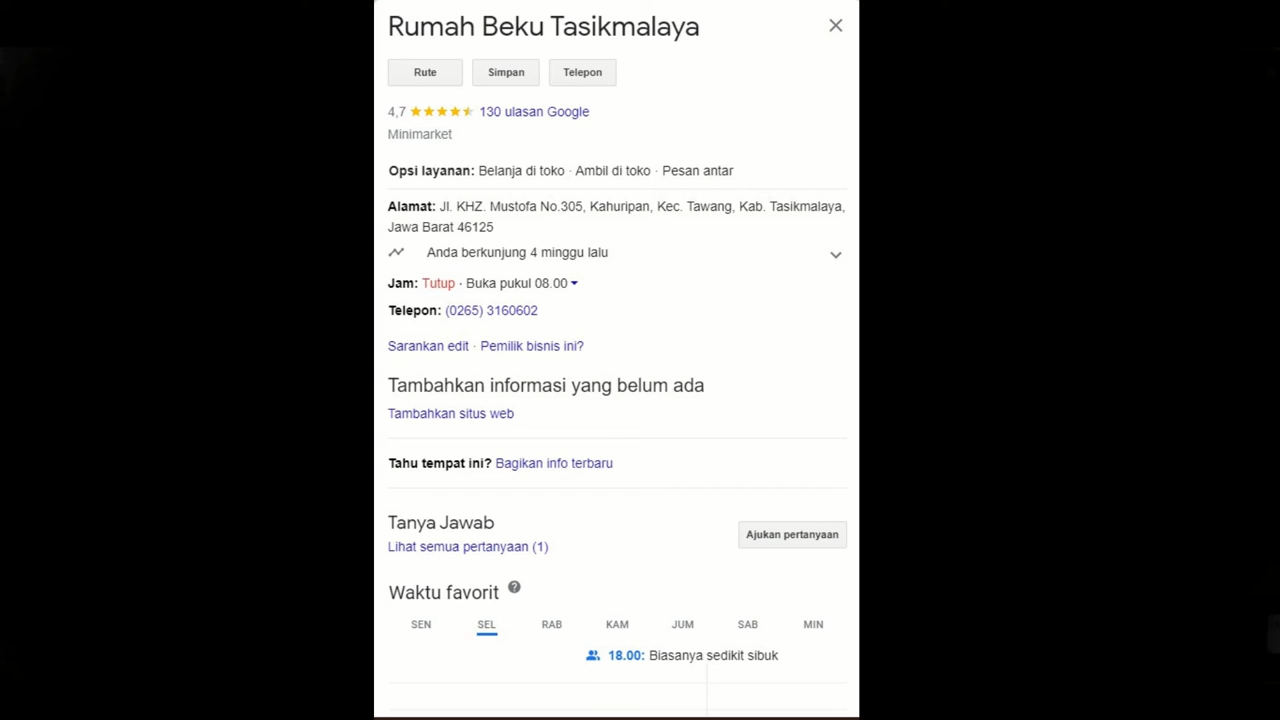 Rumah Beku Tasikmalaya
Rute Simpan Telepon
4,7 130 ulasan Google
Minimarket
Opsi layanan: Belanja di toko · Ambil di toko · Pesan antar
Alamat: Jl. KHZ. Mustofa No.305, Kahuripan, Kec. Tawang, Kab. Tasikmalaya,
Jawa Barat 46125
Anda berkunjung 4 minggu lalu
Jam: Tutup · Buka pukul 08.00
Telepon: (0265) 3160602
Sarankan edit · Pemilik bisnis ini?
Tambahkan informasi yang belum ada
Tambahkan situs web
Tahu tempat ini? Bagikan info terbaru
Tanya Jawab
Ajukan pertanyaan
Lihat semua pertanyaan (1)
Waktu favorit ?
SEN SEL RAB KAM JUM SAB MIN
18.00: Biasanya sedikit sibuk